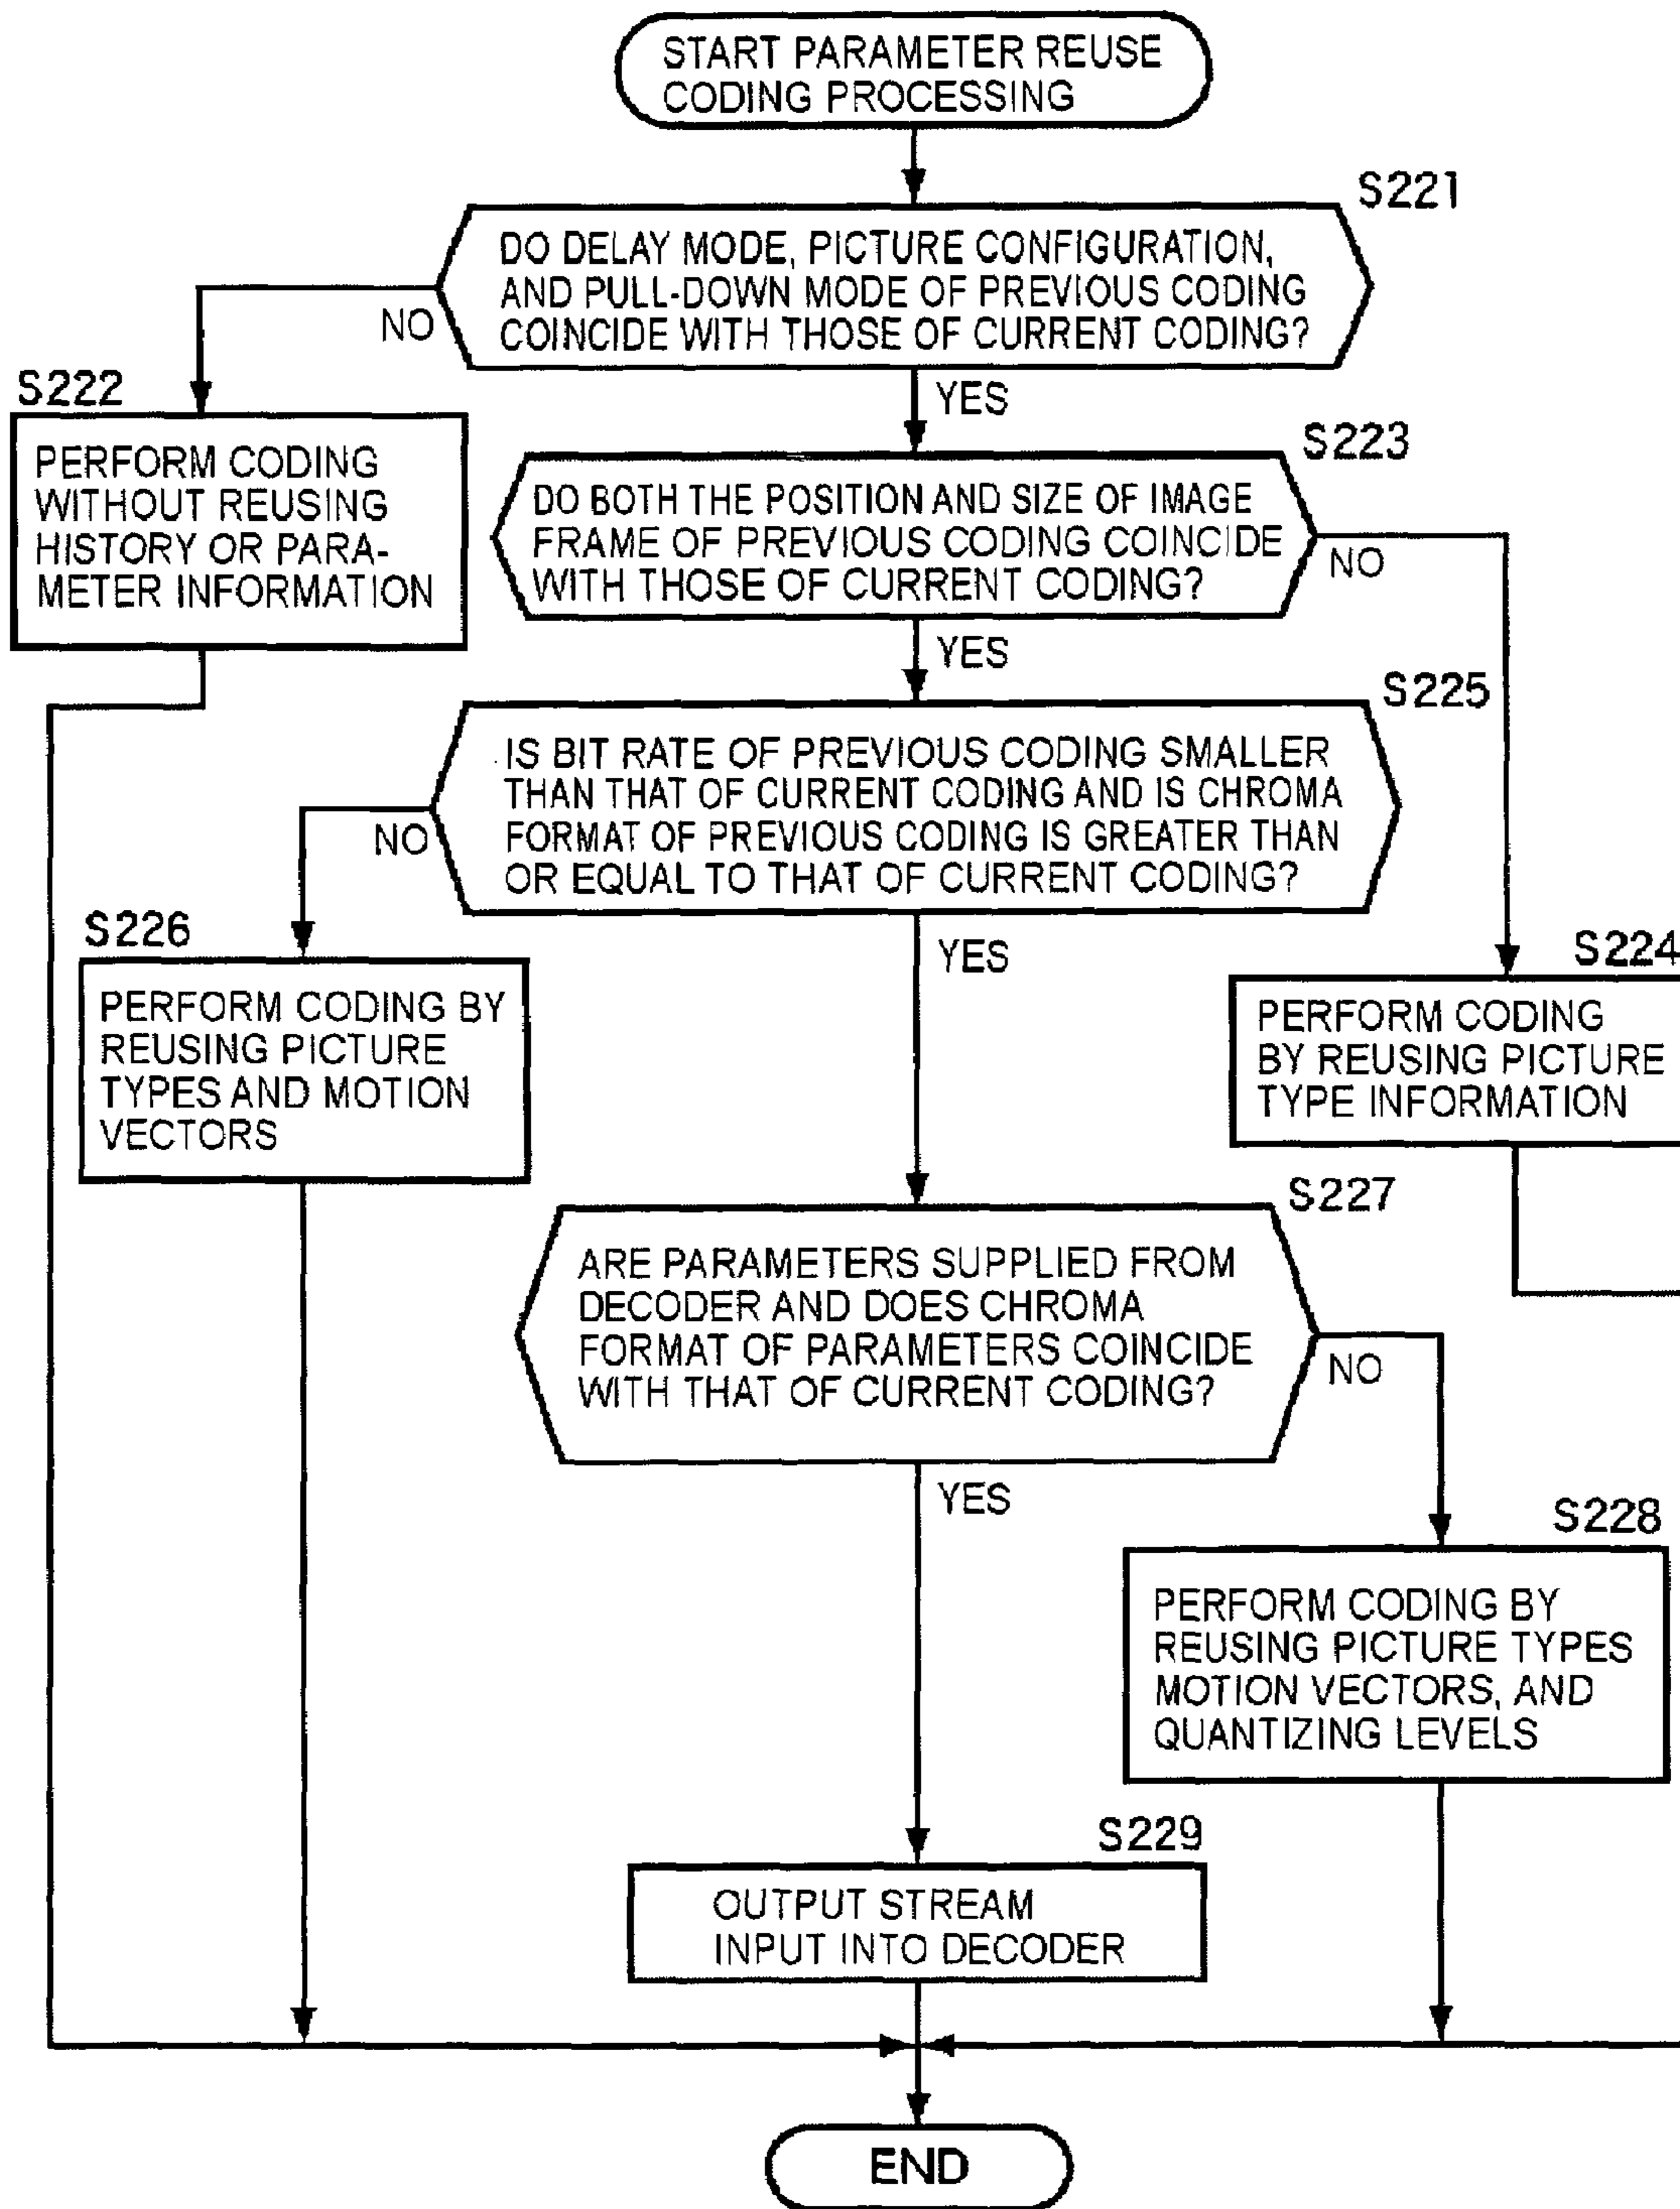 START PARAMETER REUSE
CODING PROCESSING
S221
DO DELAY MODE, PICTURE CONFIGURATION,
AND PULL-DOWN MODE OF PREVIOUS CODING
COINCIDE WITH THOSE OF CURRENT CODING?
NO
YES
S222
PERFORM CODING
WITHOUT REUSING
HISTORY OR PARA-
METER INFORMATION
S223
DO BOTH THE POSITION AND SIZE OF IMAGE
FRAME OF PREVIOUS CODING COINCIDE
WITH THOSE OF CURRENT CODING?
NO
YES
S225
IS BIT RATE OF PREVIOUS CODING SMALLER
THAN THAT OF CURRENT CODING AND IS CHROMA
FORMAT OF PREVIOUS CODING IS GREATER THAN
OR EQUAL TO THAT OF CURRENT CODING?
NO
YES
S226
PERFORM CODING BY
REUSING PICTURE
TYPES AND MOTION
VECTORS
S224
PERFORM CODING
BY REUSING PICTURE
TYPE INFORMATION
S227
ARE PARAMETERS SUPPLIED FROM
DECODER AND DOES CHROMA
FORMAT OF PARAMETERS COINCIDE
WITH THAT OF CURRENT CODING?
NO
YES
S228
PERFORM CODING BY
REUSING PICTURE TYPES
MOTION VECTORS, AND
QUANTIZING LEVELS
S229
OUTPUT STREAM
INPUT INTO DECODER
END